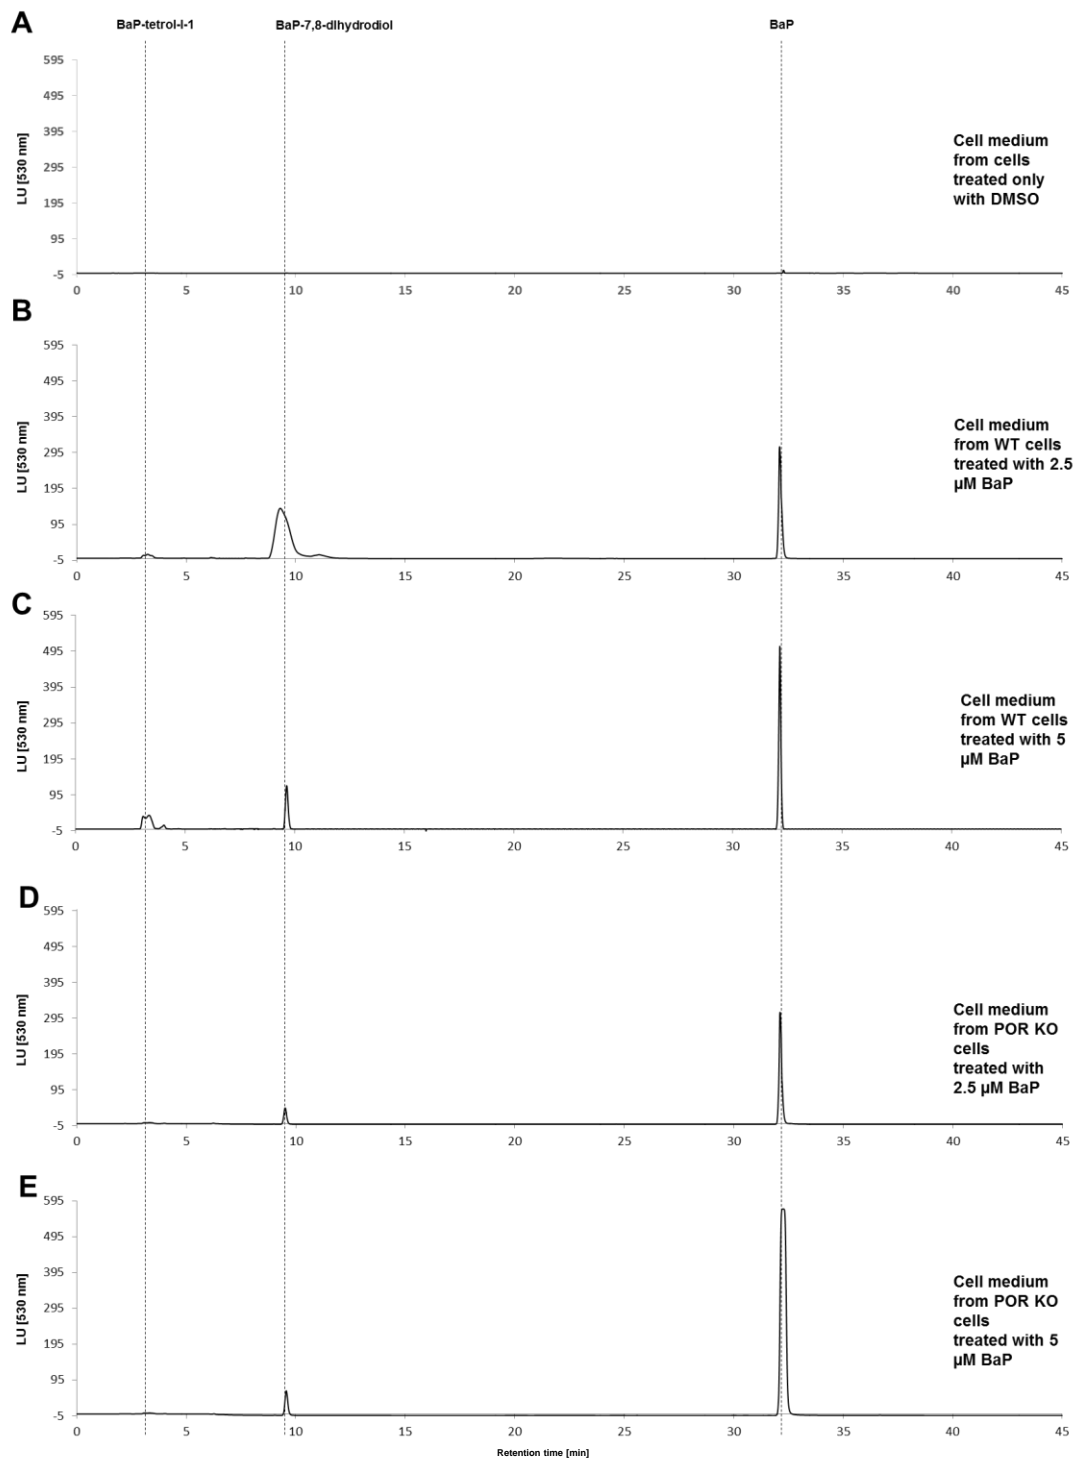 A
BaP-tetrol-I-1
BaP-7,8-dlhydrodiol
BaP
595
495
395
295
195
95
-5
LU [530 nm]
0 5 10 15 20 25 30 35 40 45
Cell medium
from cells
treated only
with DMSO
B
595
495
395
295
195
95
-5
LU [530 nm]
0 5 10 15 20 25 30 35 40 45
Cell medium
from WT cells
treated with 2.5
µM BaP
C
595
495
395
295
195
95
-5
LU [530 nm]
0 5 10 15 20 25 30 35 40 45
Cell medium
from WT cells
treated with 5
µM BaP
D
595
495
395
295
195
95
-5
LU [530 nm]
0 5 10 15 20 25 30 35 40 45
Cell medium
from POR KO
cells
treated with
2.5 µM BaP
E
595
495
395
295
195
95
-5
LU [530 nm]
0 5 10 15 20 25 30 35 40 45
Cell medium
from POR KO
cells
treated with 5
µM BaP
Retention time [min]